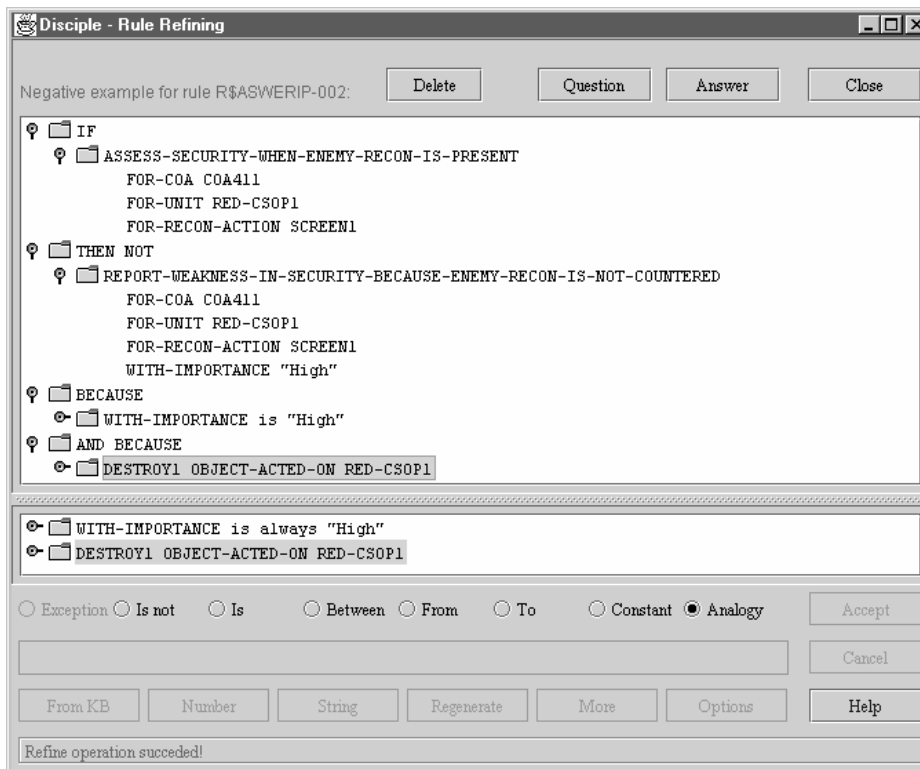 Disciple - Rule Refining
Negative example for rule R$ASWERIP-002: Delete Question Answer Close
IF
ASSESS-SECURITY-WHEN-ENEMY-RECON-IS-PRESENT
FOR-COA COA411
FOR-UNIT RED-CSOP1
FOR-RECON-ACTION SCREEN1
THEN NOT
REPORT-WEAKNESS-IN-SECURITY-BECAUSE-ENEMY-RECON-IS-NOT-COUNTERED
FOR-COA COA411
FOR-UNIT RED-CSOP1
FOR-RECON-ACTION SCREEN1
WITH-IMPORTANCE "High"
BECAUSE
WITH-IMPORTANCE is "High"
AND BECAUSE
DESTROY1 OBJECT-ACTED-ON RED-CSOP1
WITH-IMPORTANCE is always "High"
DESTROY1 OBJECT-ACTED-ON RED-CSOP1
Exception Is not Is Between From To Constant Analogy Accept
Cancel
From KB Number String Regenerate More Options Help
Refine operation succeded!